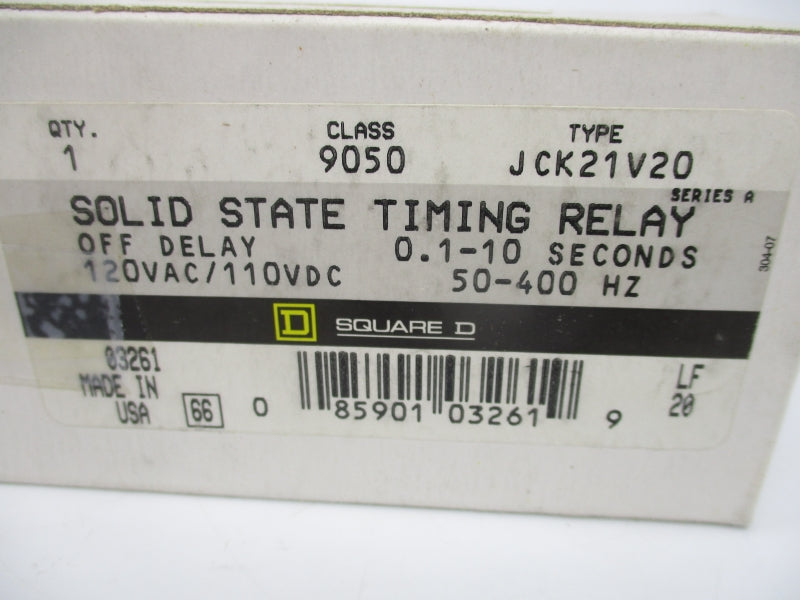 QTY. CLASS TYPE
1 9050 JCK21V20
SERIES A
SOLID STATE TIMING RELAY
OFF DELAY 0.1-10 SECONDS
120VAC/110VDC 50-400 HZ
304-07
D SQUARE D
03261
MADE IN
USA
66
0 85901 03261 9
LF
20